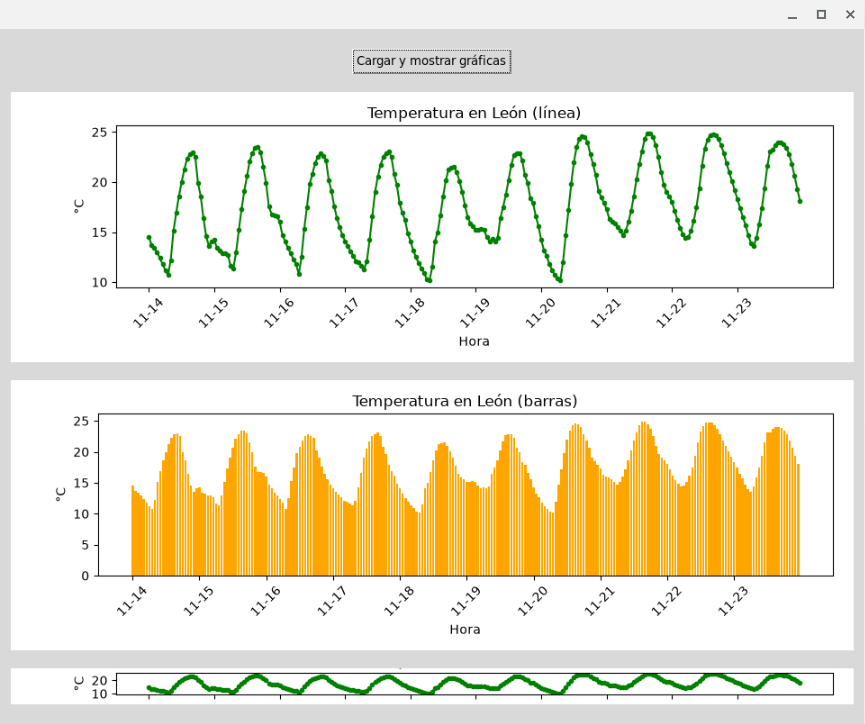 Cargar y mostrar gráficas
Temperatura en León (línea)
25
20
15
10
°C
11-14 11-15 11-16 11-17 11-18 11-19 11-20 11-21 11-22 11-23
Hora
Temperatura en León (barras)
25
20
15
10
5
0
°C
11-14 11-15 11-16 11-17 11-18 11-19 11-20 11-21 11-22 11-23
Hora
20
10
°C